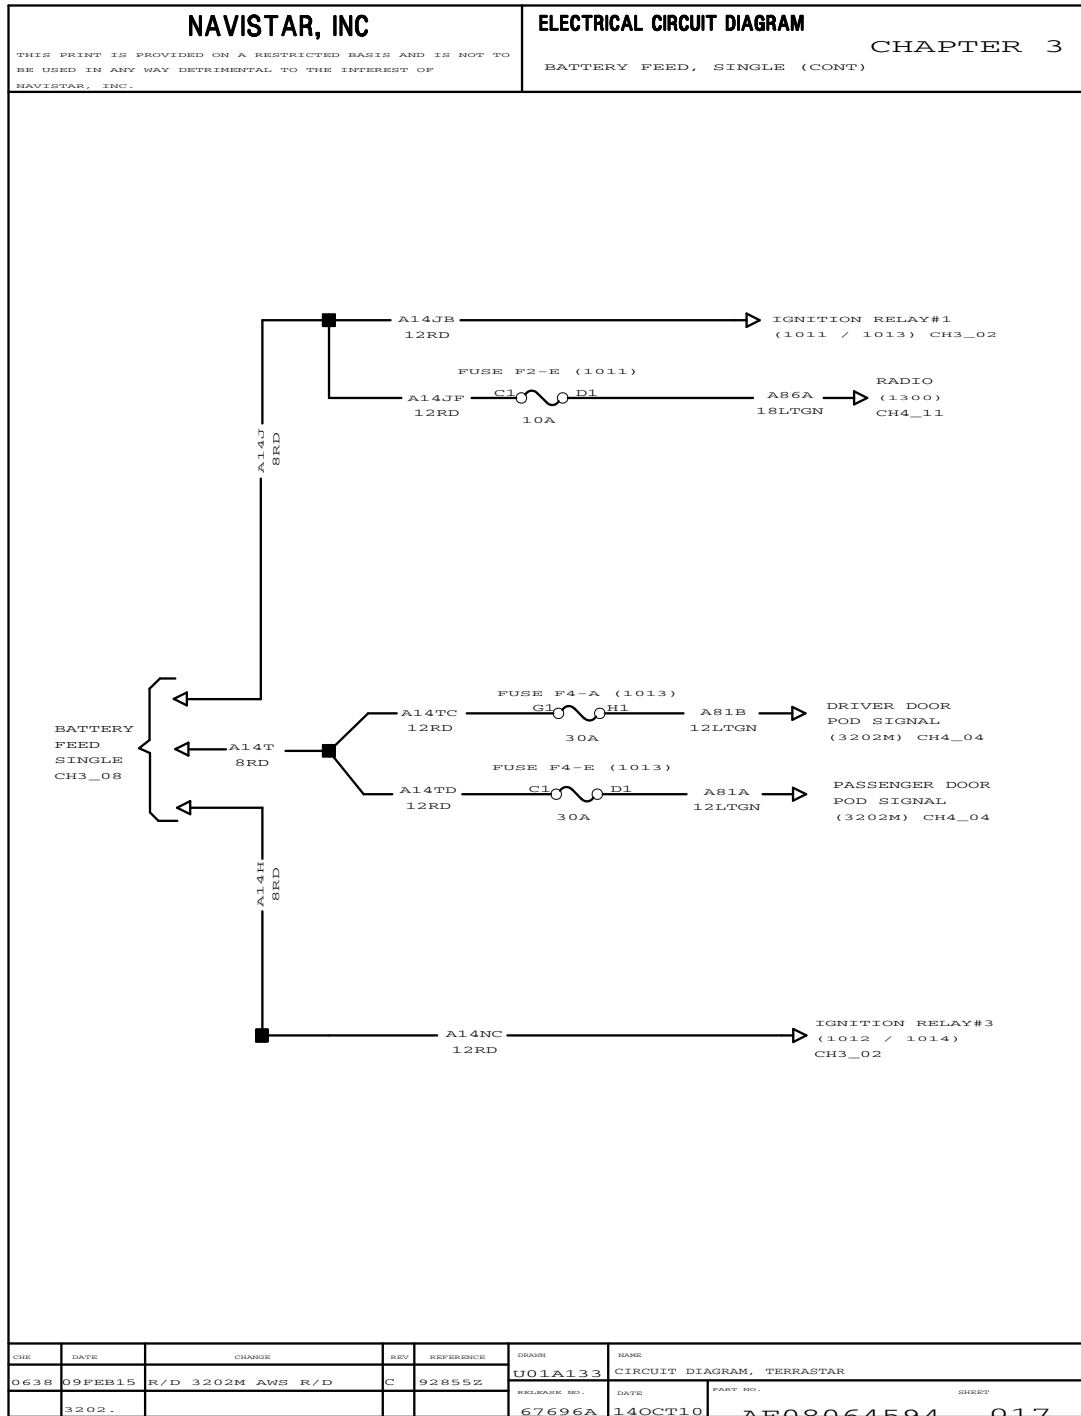 NAVISTAR, INC
THIS PRINT IS PROVIDED ON A RESTRICTED BASIS AND IS NOT TO
BE USED IN ANY WAY DETRIMENTAL TO THE INTEREST OF
NAVISTAR, INC.
ELECTRICAL CIRCUIT DIAGRAM
CHAPTER 3
BATTERY FEED, SINGLE (CONT)
A14JB
12RD
IGNITION RELAY#1
(1011 / 1013) CH3_02
FUSE F2-E (1011)
A14JF
12RD
C1
D1
10A
A86A
18LTGN
RADIO
(1300)
CH4_11
A14J
8RD
BATTERY
FEED
SINGLE
CH3_08
A14T
8RD
FUSE F4-A (1013)
A14TC
12RD
G1
H1
30A
A81B
12LTGN
DRIVER DOOR
POD SIGNAL
(3202M) CH4_04
FUSE F4-E (1013)
A14TD
12RD
C1
D1
30A
A81A
12LTGN
PASSENGER DOOR
POD SIGNAL
(3202M) CH4_04
A14H
8RD
A14NC
12RD
IGNITION RELAY#3
(1012 / 1014)
CH3_02
CHK DATE CHANGE REV REFERENCE
0638 09FEB15 R/D 3202M AWS R/D C 92855Z
3202.
DRAWN
U01A133
NAME
CIRCUIT DIAGRAM, TERRASTAR
RELEASE NO.
67696A
DATE
14OCT10
PART NO.
AF08064594
SHEET
017